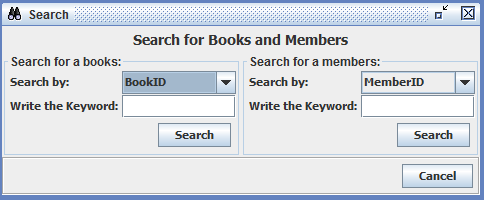 Search
Search for Books and Members
Search for a books:
Search by:
BookID
Write the Keyword:
Search
Search for a members:
Search by:
MemberID
Write the Keyword:
Search
Cancel